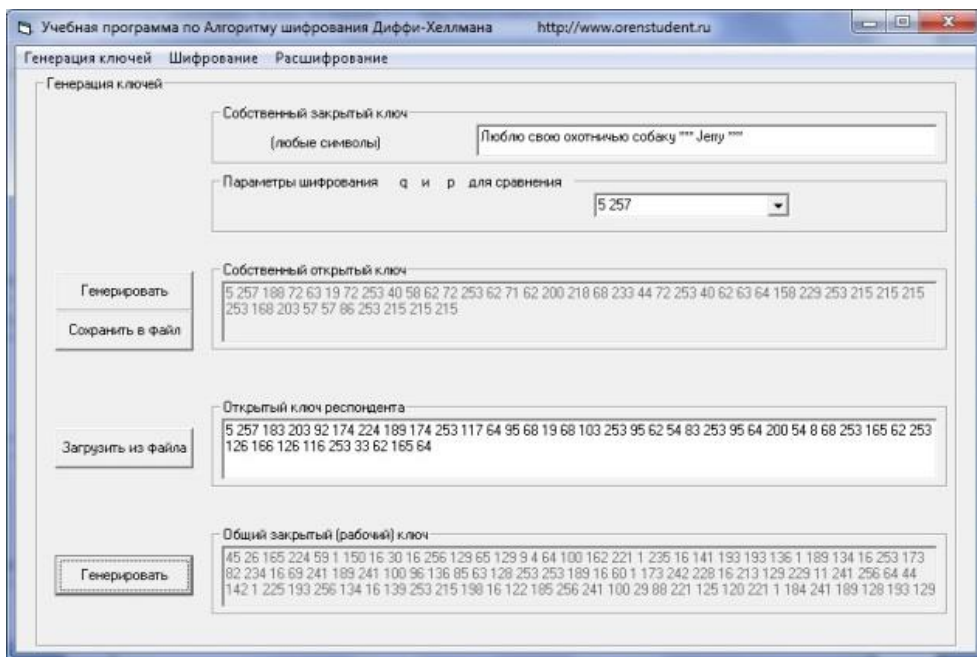 Учебная программа по Алгоритму шифрования Диффи-Хеллмана http://www.orenstudent.ru
Генерация ключей Шифрование Расшифрование
Генерация ключей
Собственный закрытый ключ
(любые символы)
Люблю свою охотничью собаку """ Jerry """
Параметры шифрования q и p для сравнения
5 257
Генерировать
Сохранить в файл
Собственный открытый ключ
5 257 188 72 63 19 72 253 40 58 62 72 253 62 71 62 200 218 68 233 44 72 253 40 62 63 64 158 229 253 215 215 215
253 168 203 57 57 86 253 215 215 215
Загрузить из файла
Открытый ключ респондента
5 257 183 203 92 174 224 189 174 253 117 64 95 68 19 68 103 253 95 62 54 83 253 95 64 200 54 8 68 253 165 62 253
126 166 126 116 253 33 62 165 64
Генерировать
Общий закрытый (рабочий) ключ
45 26 165 224 59 1 150 16 30 16 256 129 65 129 9 4 64 100 162 221 1 235 16 141 193 193 136 1 189 134 16 253 173
82 234 16 69 241 189 241 100 96 136 85 63 128 253 253 189 16 60 1 173 242 228 16 213 129 229 11 241 256 64 44
142 1 225 193 256 134 16 139 253 215 198 16 122 185 256 241 100 29 88 221 125 120 221 1 184 241 189 128 193 129